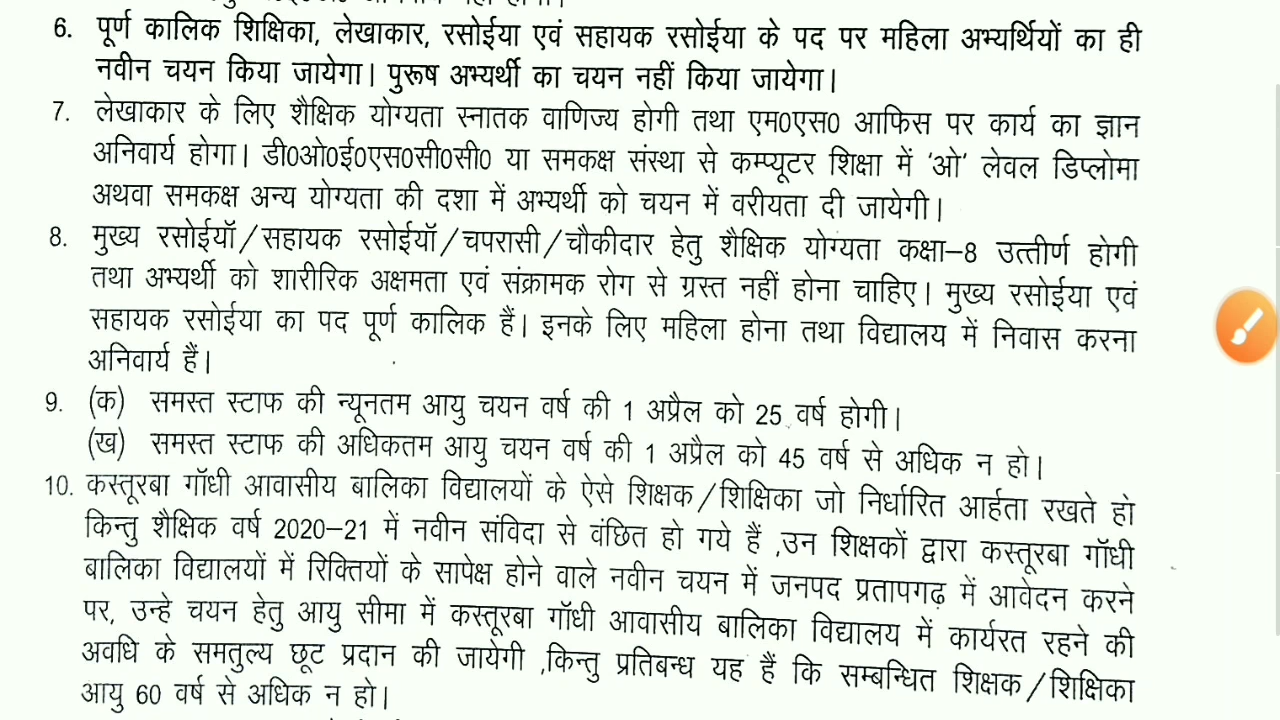 6. पूर्ण कालिक शिक्षिका, लेखाकार, रसोईया एवं सहायक रसोईया के पद पर महिला अभ्यर्थियों का ही
नवीन चयन किया जायेगा। पुरूष अभ्यर्थी का चयन नहीं किया जायेगा।
7. लेखाकार के लिए शैक्षिक योग्यता स्नातक वाणिज्य होगी तथा एम0एस0 आफिस पर कार्य का ज्ञान
अनिवार्य होगा। डी0ओ0ई0एस0सी0सी0 या समकक्ष संस्था से कम्प्यूटर शिक्षा में 'ओ' लेवल डिप्लोमा
अथवा समकक्ष अन्य योग्यता की दशा में अभ्यर्थी को चयन में वरीयता दी जायेगी।
8. मुख्य रसोईयॉ/सहायक रसोईयॉ/चपरासी/चौकीदार हेतु शैक्षिक योग्यता कक्षा–8 उत्तीर्ण होगी
तथा अभ्यर्थी को शारीरिक अक्षमता एवं संक्रामक रोग से ग्रस्त नहीं होना चाहिए। मुख्य रसोईया एवं
सहायक रसोईया का पद पूर्ण कालिक हैं। इनके लिए महिला होना तथा विद्यालय में निवास करना
अनिवार्य हैं।
9. (क) समस्त स्टाफ की न्यूनतम आयु चयन वर्ष की 1 अप्रैल को 25 वर्ष होगी।
(ख) समस्त स्टाफ की अधिकतम आयु चयन वर्ष की 1 अप्रैल को 45 वर्ष से अधिक न हो।
10. कस्तूरबा गॉधी आवासीय बालिका विद्यालयों के ऐसे शिक्षक/शिक्षिका जो निर्धारित आर्हता रखते हो
किन्तु शैक्षिक वर्ष 2020–21 में नवीन संविदा से वंछित हो गये हैं ,उन शिक्षकों द्वारा कस्तूरबा गॉधी
बालिका विद्यालयों में रिक्तियों के सापेक्ष होने वाले नवीन चयन में जनपद प्रतापगढ़ में आवेदन करने
पर, उन्हे चयन हेतु आयु सीमा में कस्तूरबा गॉधी आवासीय बालिका विद्यालय में कार्यरत रहने की
अवधि के समतुल्य छूट प्रदान की जायेगी ,किन्तु प्रतिबन्ध यह हैं कि सम्बन्धित शिक्षक/शिक्षिका
आयु 60 वर्ष से अधिक न हो।